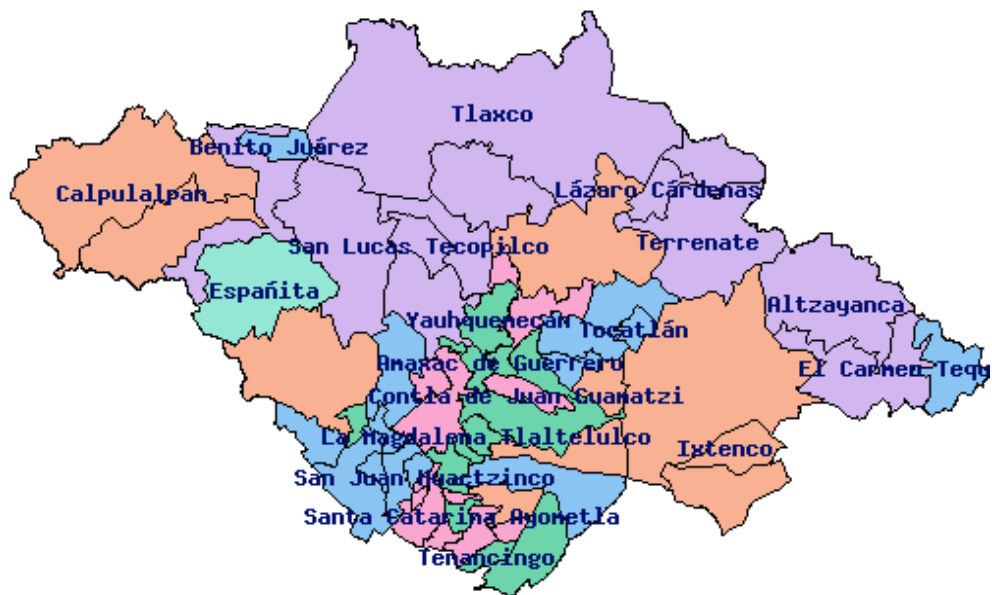 Tlaxco
Benito Juárez
Calpulalpan
Lázaro Cárdenas
San Lucas Tecopilco
Terrenate
Españita
Altzayanca
Yauhquemecan
Tocatlán
Amaxac de Guerrero
El Carmen Tequ
Contla de Juan Cuamatzi
La Magdalena Tlaltelulco
Ixtenco
San Juan Huactzinco
Santa Catarina Ayometla
Tenancingo